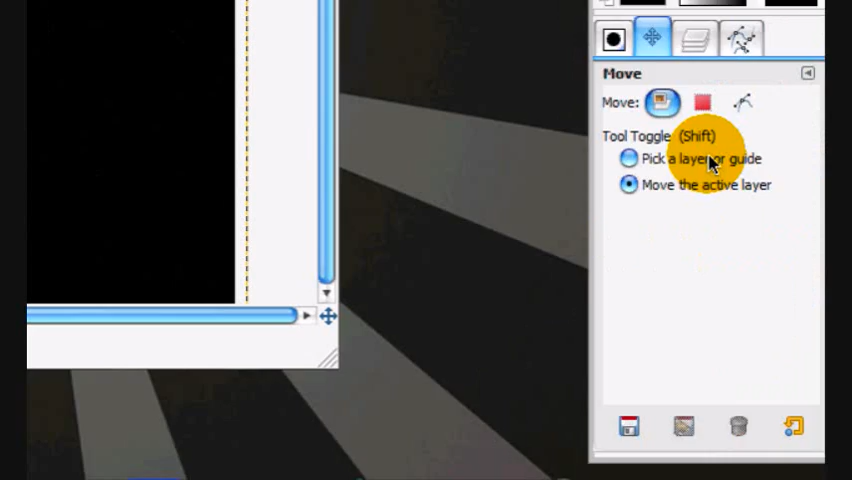 Move
Move:
Tool Toggle (Shift)
Pick a layer or guide
Move the active layer